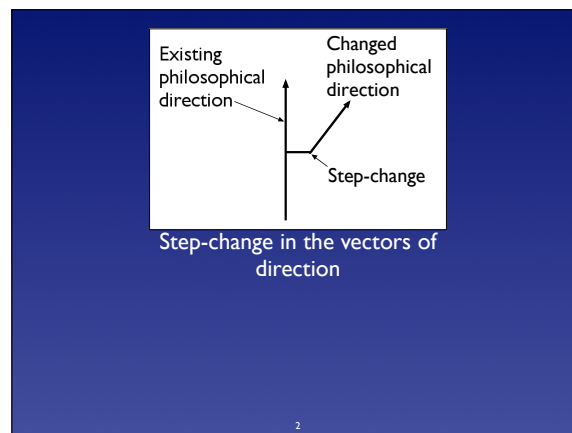 Existing
philosophical
direction
Changed
philosophical
direction
Step-change
Step-change in the vectors of
direction
2